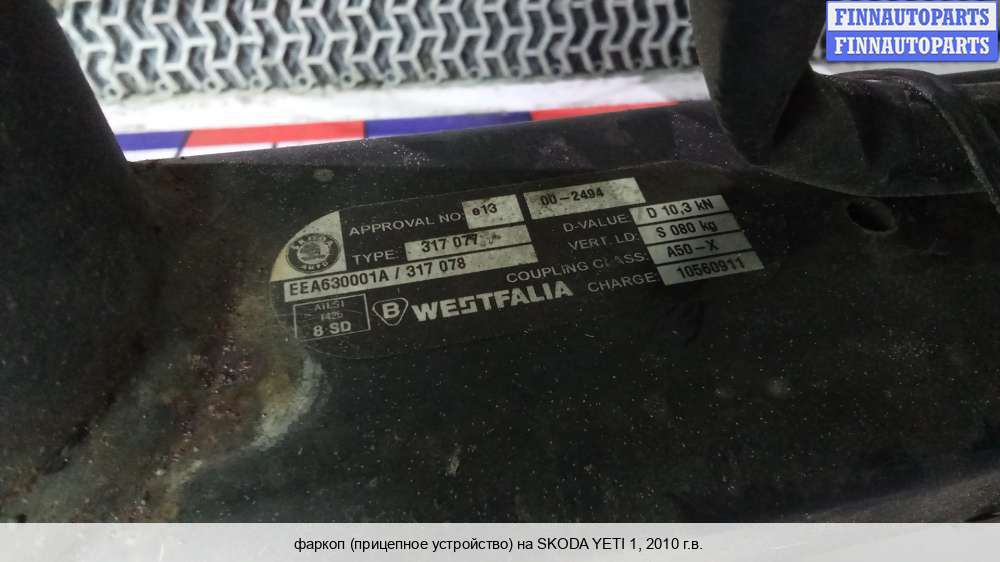 FINNAUTOPARTS
FINNAUTOPARTS
APPROVAL NO: e13 00-2494
TYPE: 317 077
EEA630001A / 317 078
8 SD
B WESTFALIA
D-VALUE: D 10,3 kN
VERT. LD: S 080 kg
COUPLING CLASS: A50-X
CHARGE: 10560911
фаркоп (прицепное устройство) на SKODA YETI 1, 2010 г.в.